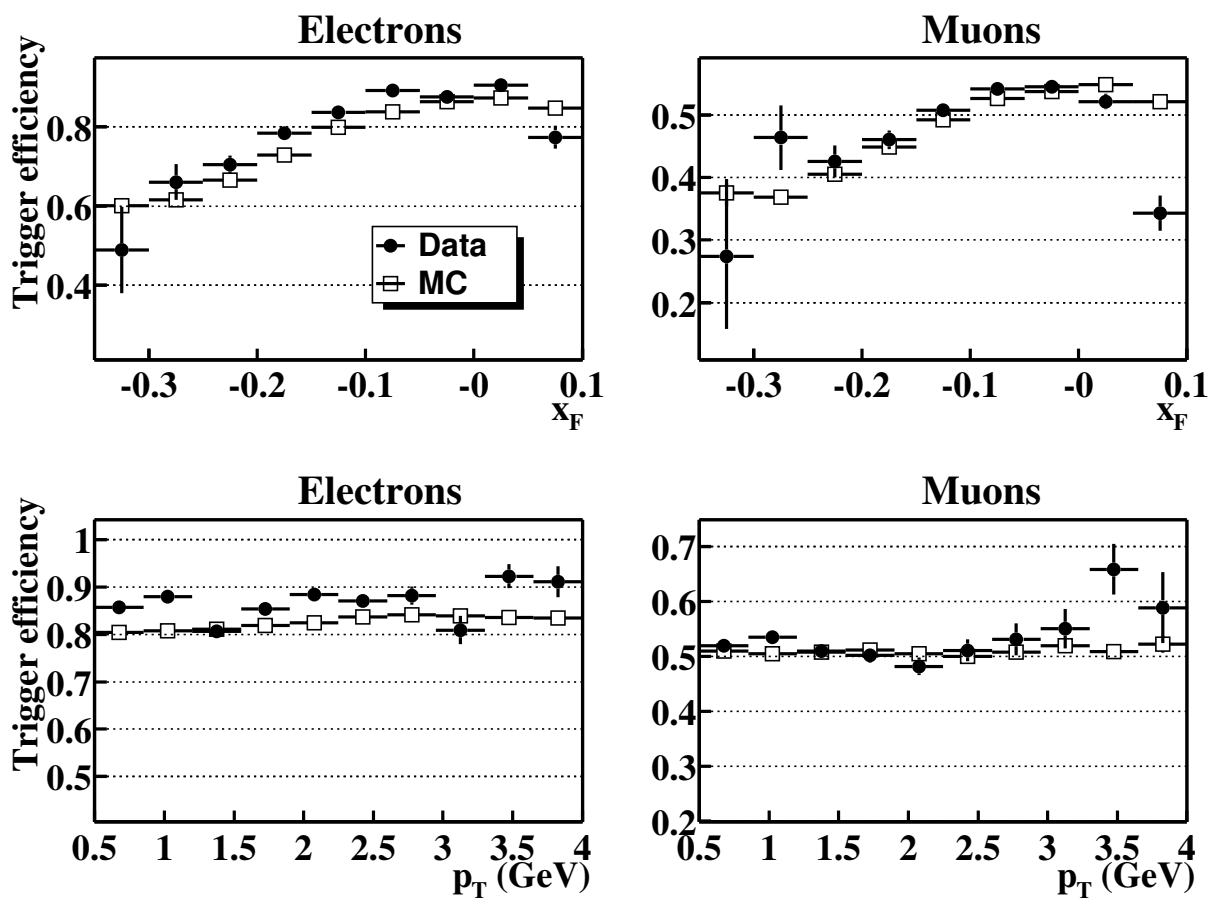 Electrons
Trigger efficiency
0.8
0.6
0.4
Data
MC
-0.3 -0.2 -0.1 -0 0.1
x_F
Muons
0.5
0.4
0.3
0.2
-0.3 -0.2 -0.1 -0 0.1
x_F
Electrons
Trigger efficiency
1
0.9
0.8
0.7
0.6
0.5
0.5 1 1.5 2 2.5 3 3.5 4
p_T (GeV)
Muons
0.7
0.6
0.5
0.4
0.3
0.2
0.5 1 1.5 2 2.5 3 3.5 4
p_T (GeV)